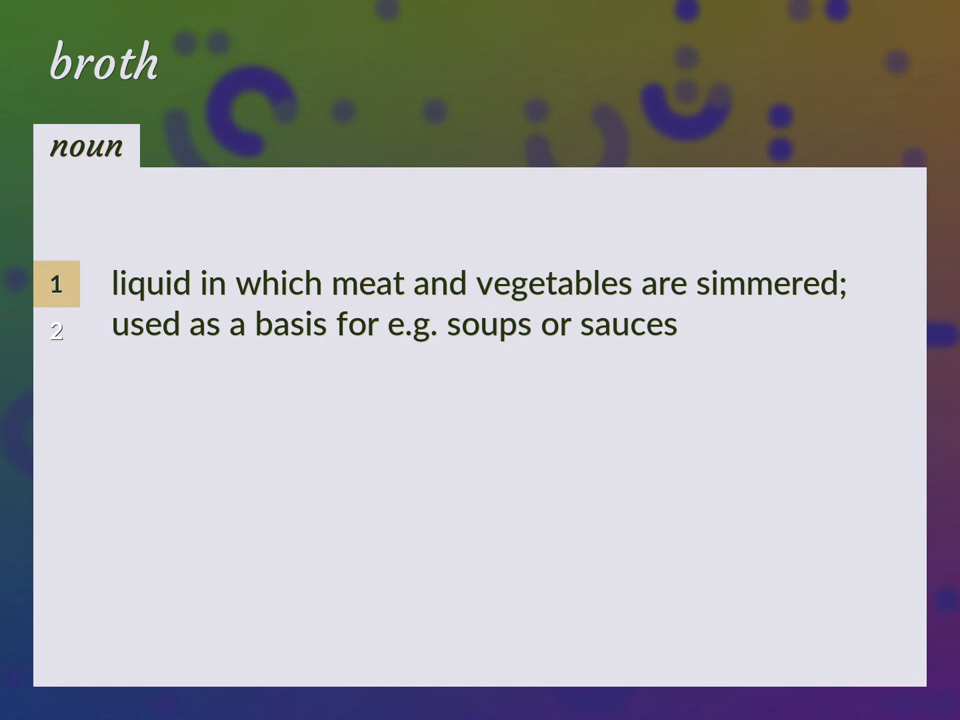 broth
noun
1 liquid in which meat and vegetables are simmered;
2 used as a basis for e.g. soups or sauces